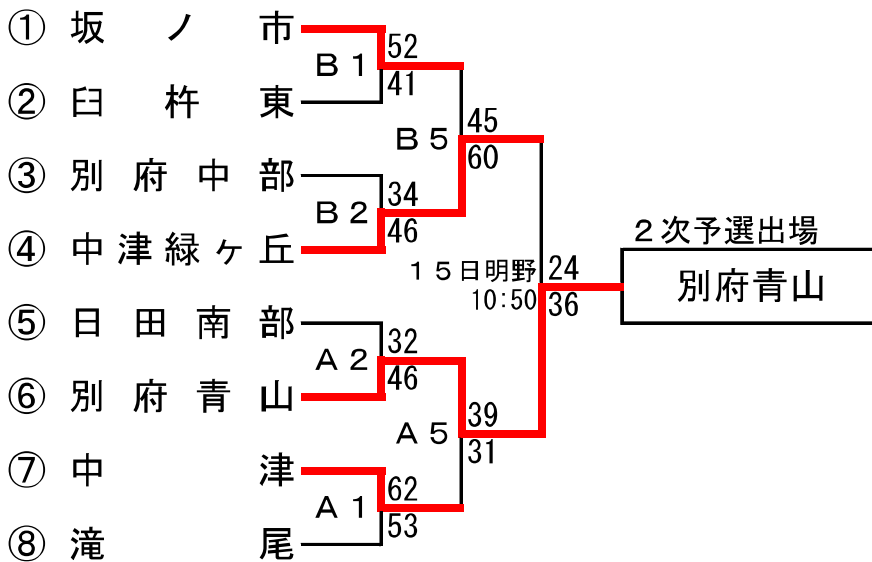 ① 坂ノ市
52
B1
41
② 臼杵東
45
B5
60
③ 別府中部
34
B2
46
④ 中津緑ヶ丘
2次予選出場
24
15日明野
別府青山
10:50
36
⑤ 日田南部
32
A2
46
⑥ 別府青山
39
A5
31
⑦ 中津
62
A1
53
⑧ 滝尾